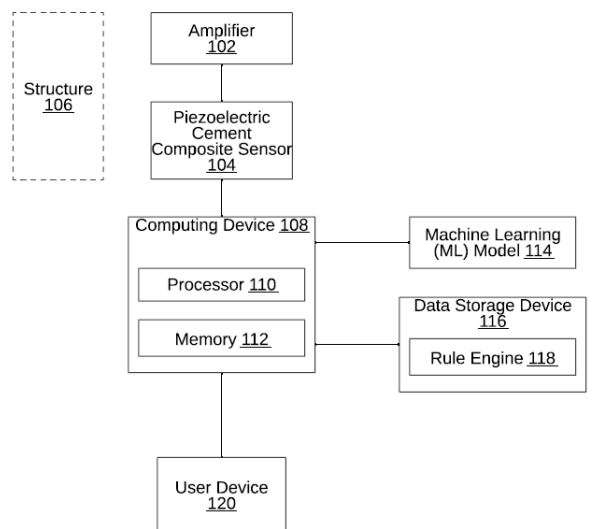 Amplifier
102
Structure
106
Piezoelectric
Cement
Composite Sensor
104
Computing Device 108
Processor 110
Memory 112
Machine Learning
(ML) Model 114
Data Storage Device
116
Rule Engine 118
User Device
120